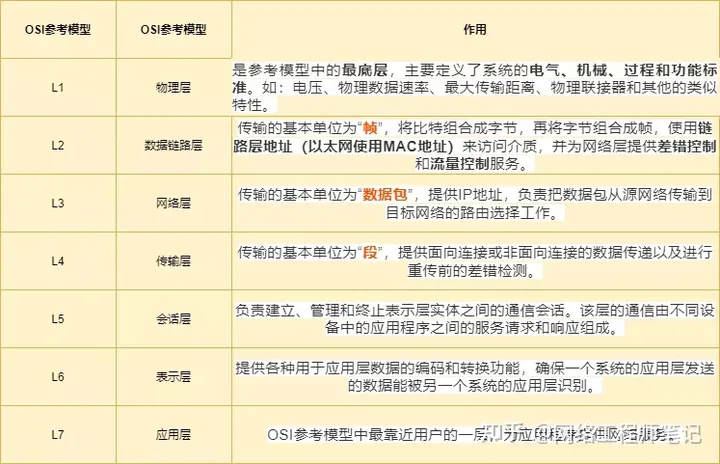 OSI参考模型 OSI参考模型 作用
L1 物理层 是参考模型中的最底层，主要定义了系统的电气、机械、过程和功能标
准。如：电压、物理数据速率、最大传输距离、物理联接器和其他的类似
特性。
L2 数据链路层 传输的基本单位为“帧”，将比特组合成字节，再将字节组合成帧，使用链
路层地址（以太网使用MAC地址）来访问介质，并为网络层提供差错控制
和流量控制服务。
L3 网络层 传输的基本单位为“数据包”，提供IP地址，负责把数据包从源网络传输到
目标网络的路由选择工作。
L4 传输层 传输的基本单位为“段”，提供面向连接或非面向连接的数据传递以及进行
重传前的差错检测。
L5 会话层 负责建立、管理和终止表示层实体之间的通信会话。该层的通信由不同设
备中的应用程序之间的服务请求和响应组成。
L6 表示层 提供各种用于应用层数据的编码和转换功能，确保一个系统的应用层发送
的数据能被另一个系统的应用层识别。
L7 应用层 OSI参考模型中最靠近用户的一层，为应用程序提供网络服务。
知乎 @网络工程师笔记